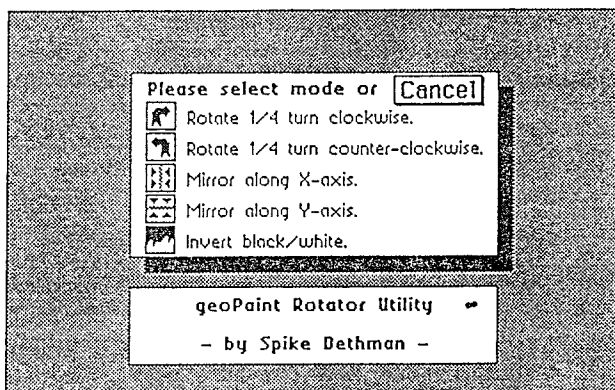 Please select mode or Cancel
Rotate 1/4 turn clockwise.
Rotate 1/4 turn counter-clockwise.
Mirror along X-axis.
Mirror along Y-axis.
Invert black/white.
geoPaint Rotator Utility
- by Spike Dethman -